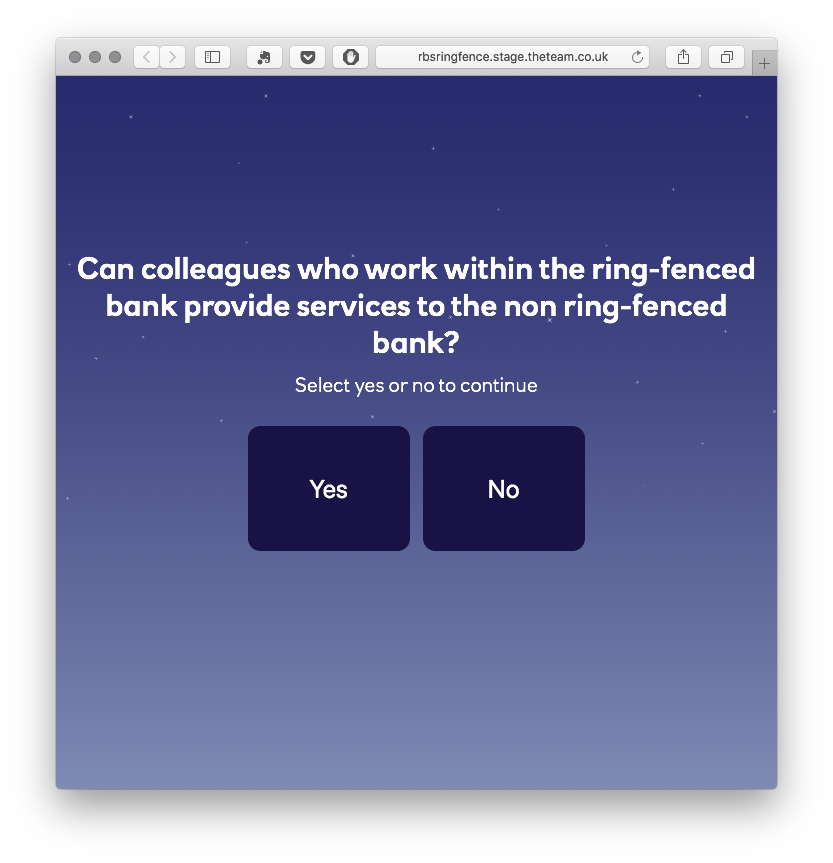 rbsringfence.stage.theteam.co.uk
Can colleagues who work within the ring-fenced
bank provide services to the non ring-fenced
bank?
Select yes or no to continue
Yes
No